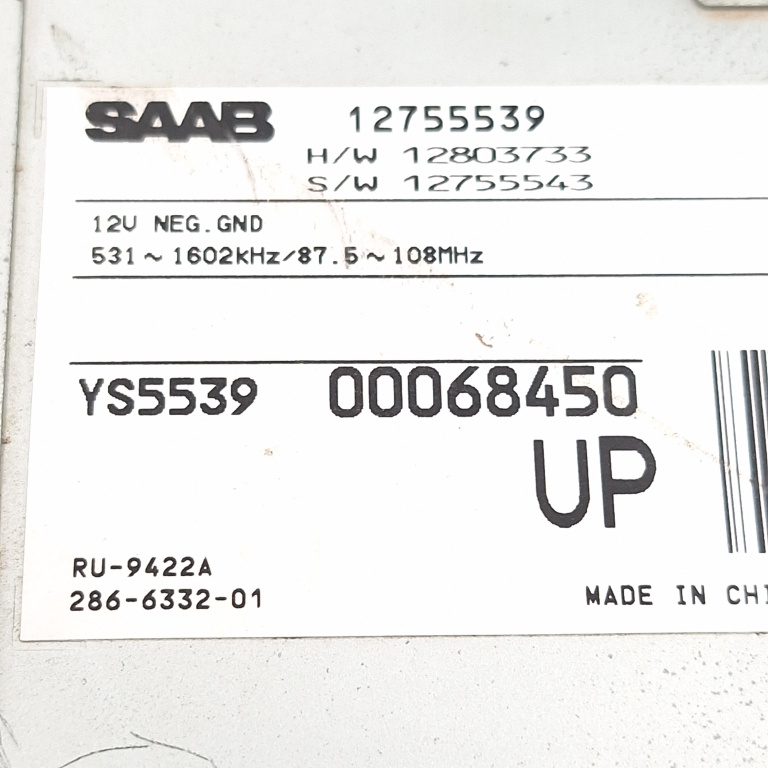 SAAB 12755539
H/W 12803733
S/W 12755543
12V NEG.GND
531~1602kHz/87.5~108MHz
YS5539 00068450
UP
RU-9422A
286-6332-01
MADE IN CHI